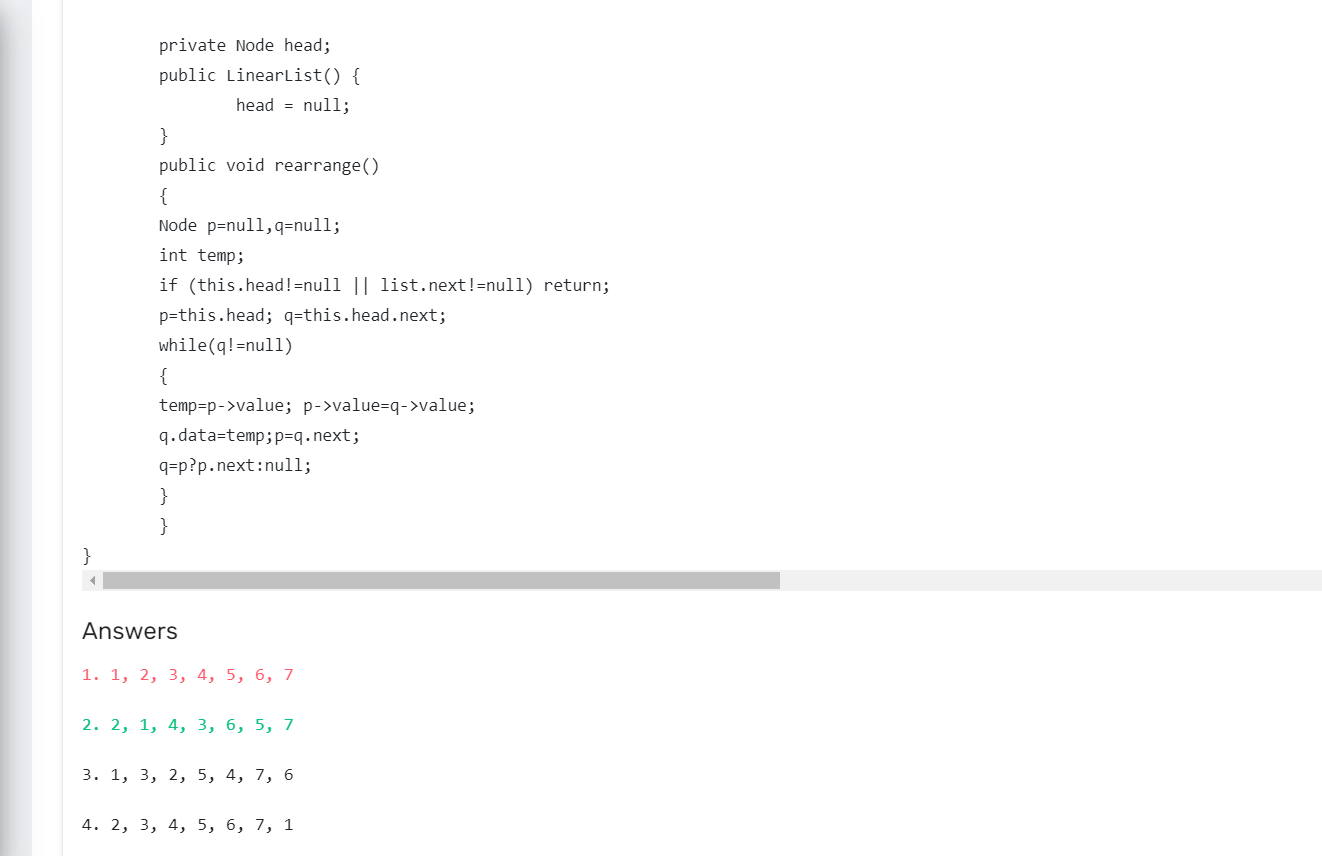 private Node head;
public LinearList() {
head = null;
}
public void rearrange()
{
Node p=null,q=null;
int temp;
if (this.head!=null || list.next!=null) return;
p=this.head; q=this.head.next;
while(q!=null)
{
temp=p->value; p->value=q->value;
q.data=temp;p=q.next;
q=p?p.next:null;
}
}
}
Answers
1. 1, 2, 3, 4, 5, 6, 7
2. 2, 1, 4, 3, 6, 5, 7
3. 1, 3, 2, 5, 4, 7, 6
4. 2, 3, 4, 5, 6, 7, 1